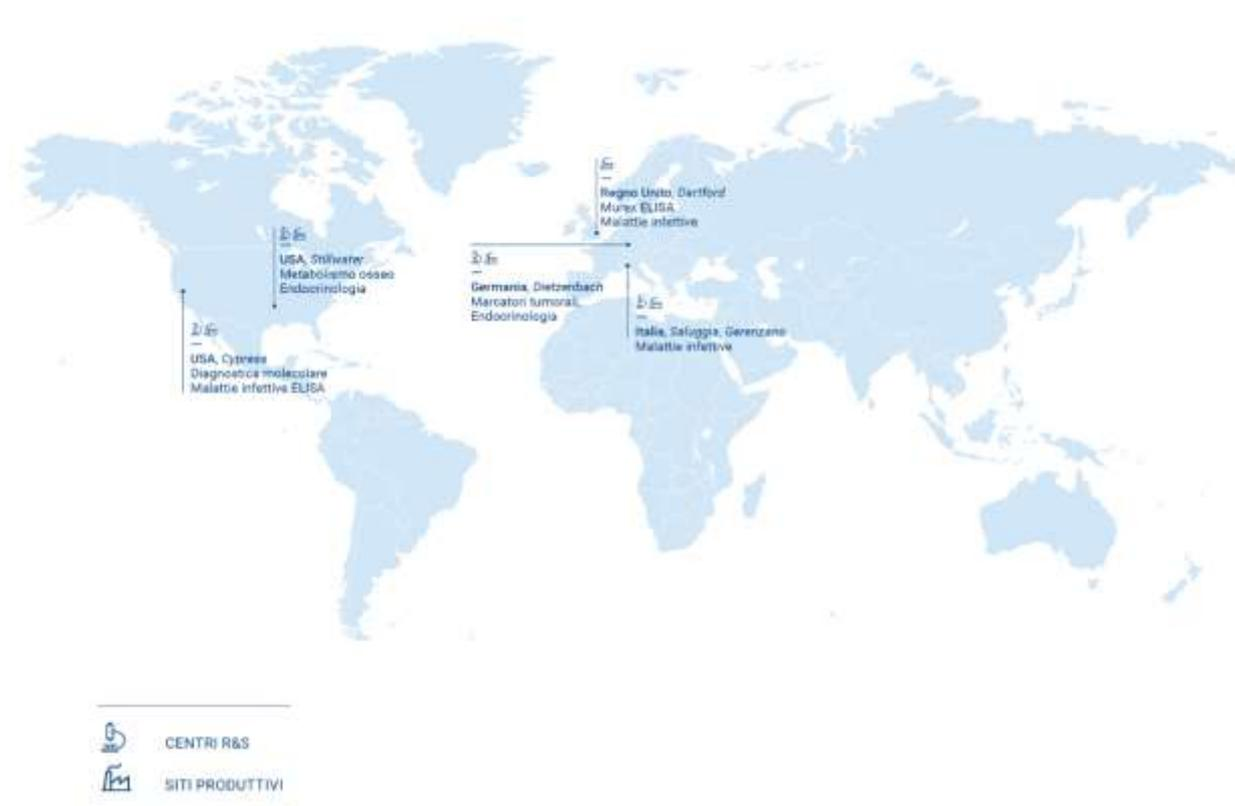 Regno Unito, Dartford
Murex ELISA
Malattie infettive
USA, Stillwater
Metabolismo osseo
Endocrinologia
Germania, Dietzenbach
Marcatori tumorali,
Endocrinologia
Italia, Saluggia, Gerenzano
Malattie infettive
USA, Cypress
Diagnostica molecolare
Malattie infettive ELISA
CENTRI R&S
SITI PRODUTTIVI